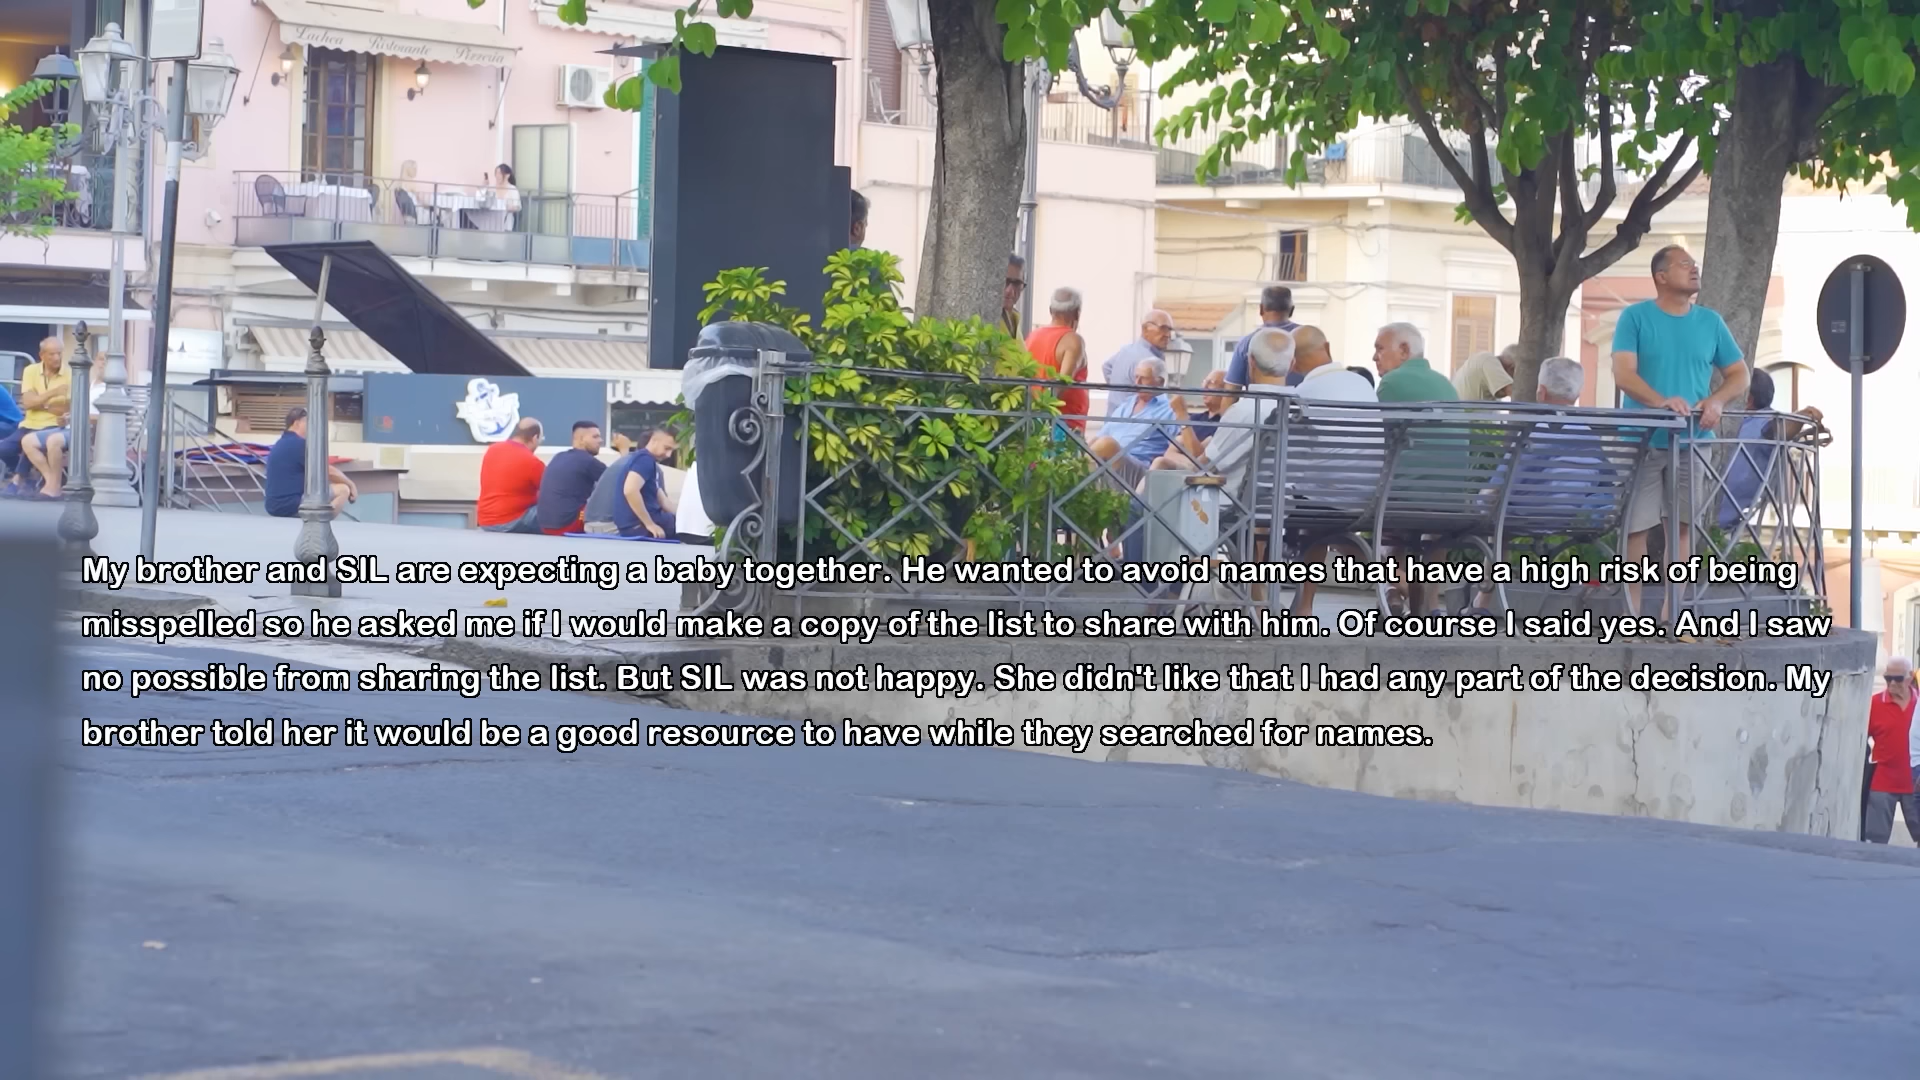 Lachea Ristorante Pizzeria
TE
My brother and SIL are expecting a baby together. He wanted to avoid names that have a high risk of being
misspelled so he asked me if I would make a copy of the list to share with him. Of course I said yes. And I saw
no possible from sharing the list. But SIL was not happy. She didn't like that I had any part of the decision. My
brother told her it would be a good resource to have while they searched for names.